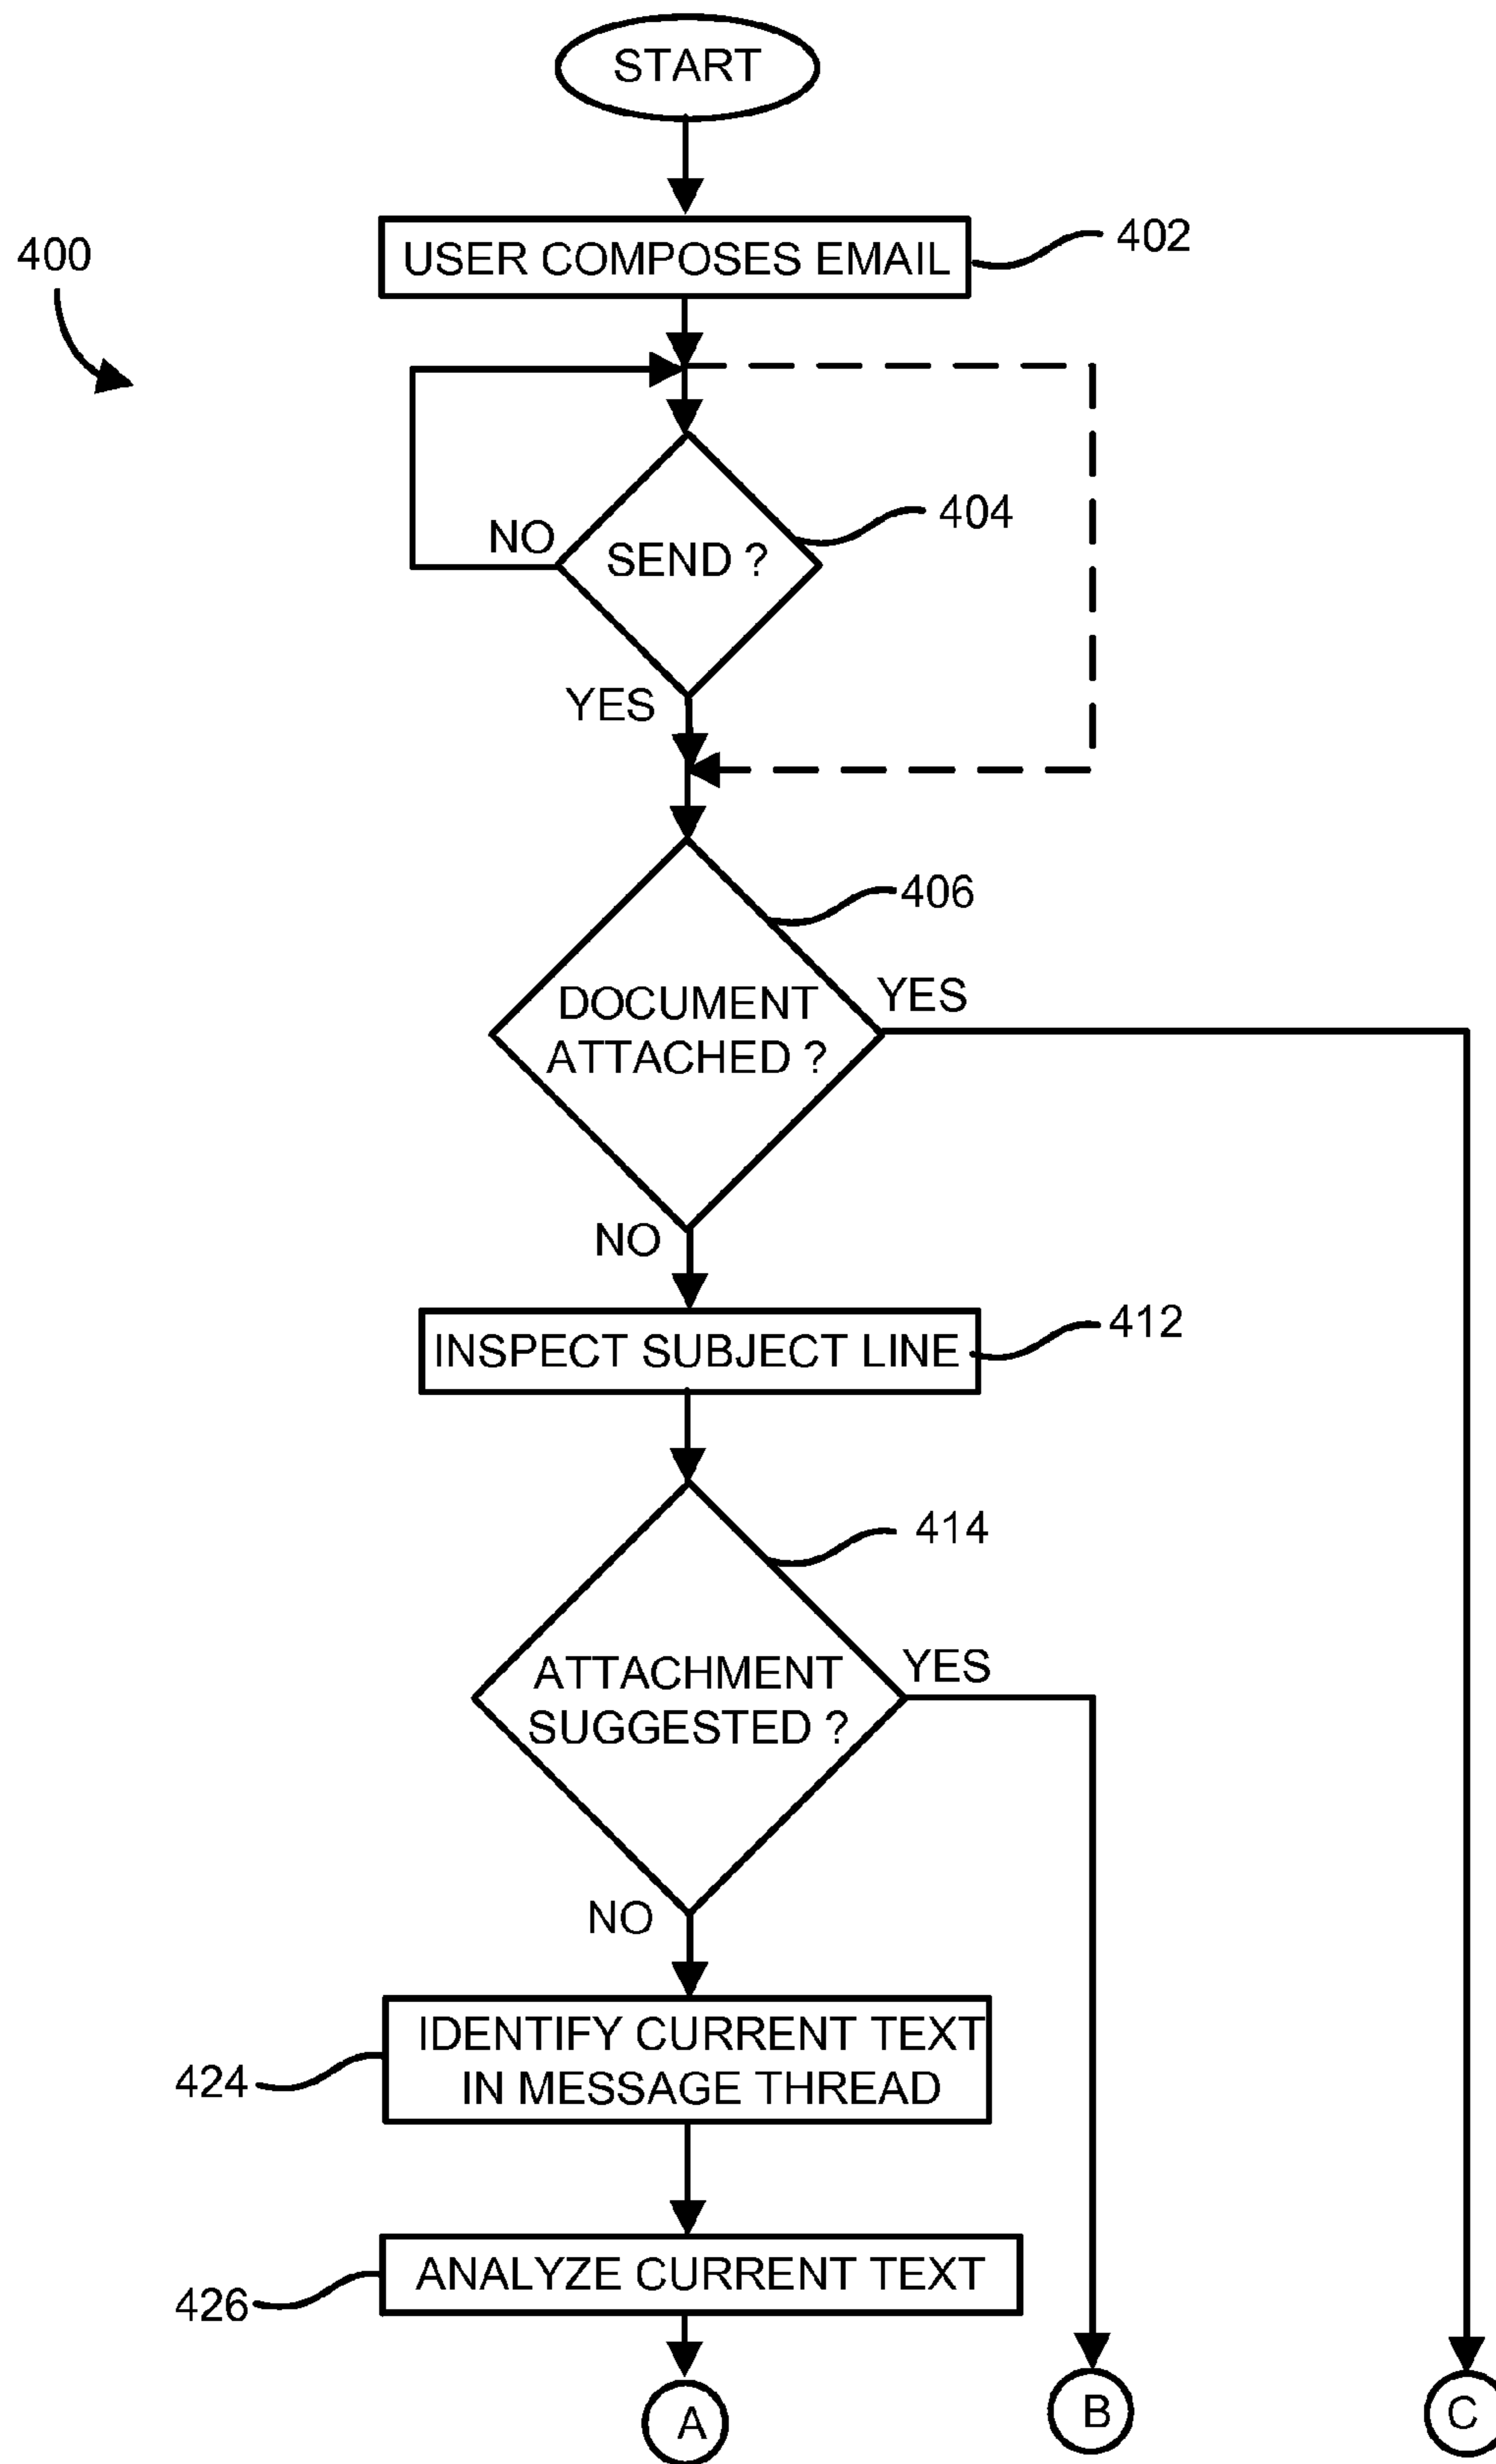 START
400
USER COMPOSES EMAIL
402
NO
SEND ?
404
YES
406
DOCUMENT
ATTACHED ?
YES
NO
INSPECT SUBJECT LINE
412
414
ATTACHMENT
SUGGESTED ?
YES
NO
IDENTIFY CURRENT TEXT
IN MESSAGE THREAD
424
ANALYZE CURRENT TEXT
426
A
B
C